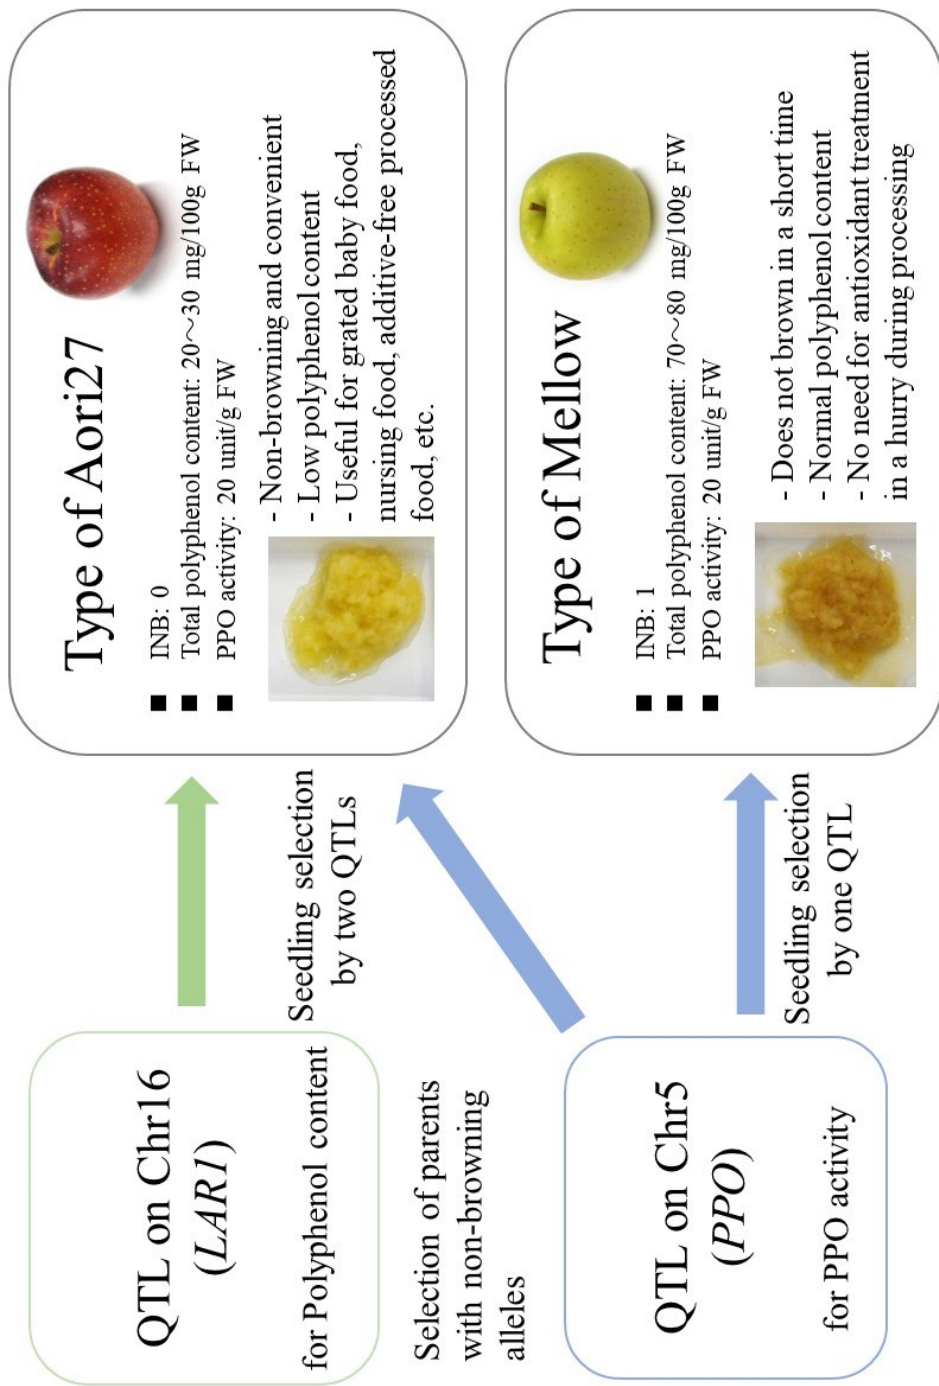 QTL on Chr16
(LAR1)
for Polyphenol content
Selection of parents
with non-browning
alleles
QTL on Chr5
(PPO)
for PPO activity
Seedling selection
by two QTLs
Seedling selection
by one QTL
Type of Aori27
■ INB: 0
■ Total polyphenol content: 20～30 mg/100g FW
■ PPO activity: 20 unit/g FW
- Non-browning and convenient
- Low polyphenol content
- Useful for grated baby food,
nursing food, additive-free processed
food, etc.
Type of Mellow
■ INB: 1
■ Total polyphenol content: 70～80 mg/100g FW
■ PPO activity: 20 unit/g FW
- Does not brown in a short time
- Normal polyphenol content
- No need for antioxidant treatment
in a hurry during processing